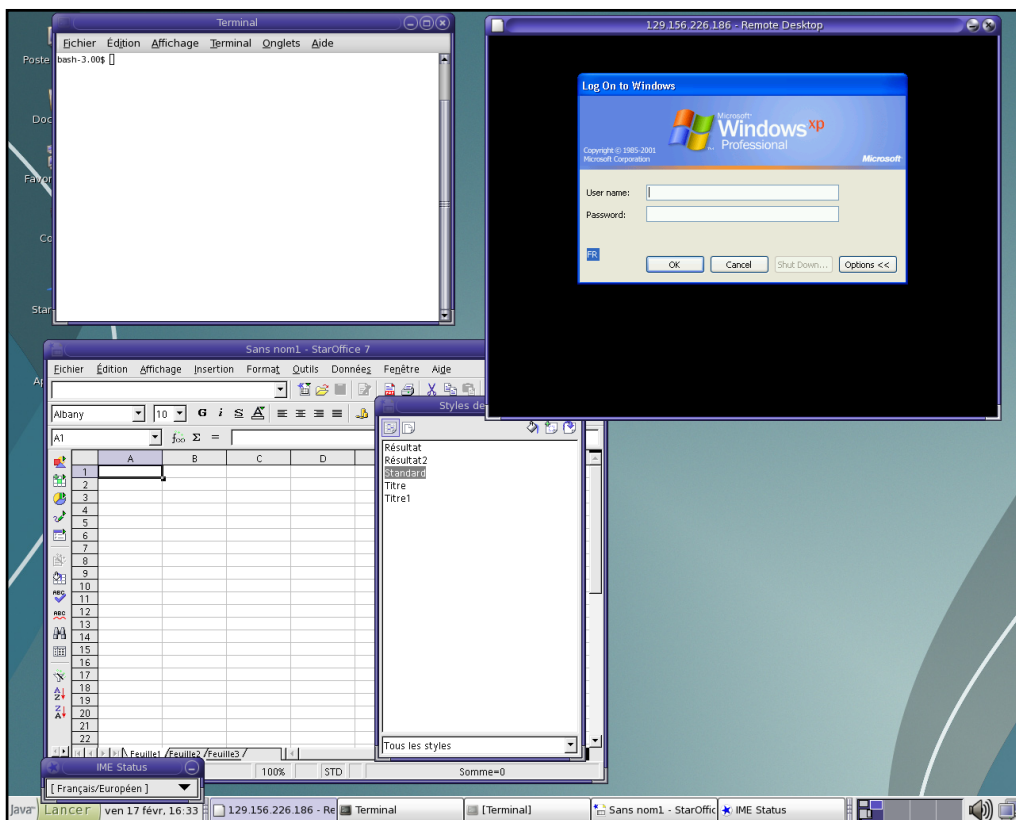 Terminal
Fichier Édition Affichage Terminal Onglets Aide
bash-3.00$
129.156.226.186 - Remote Desktop
Log On to Windows
Microsoft
Windows xp
Professional
Copyright © 1985-2001
Microsoft Corporation
Microsoft
User name:
Password:
FR
OK Cancel Shut Down... Options <<
Poste
Doc
Favor
Co
Star
Sans nom1 - StarOffice 7
Fichier Édition Affichage Insertion Format Outils Données Fenêtre Aide
Albany 10 G i S A
A1 Σ =
A B C D
1
2
3
4
5
6
7
8
9
10
11
12
13
14
15
16
17
18
19
20
21
22
Feuille1 Feuille2 Feuille3
100% STD Somme=0
Styles de
Résultat
Résultat2
Standard
Titre
Titre1
Tous les styles
IME Status
[ Français/Européen ]
Java Lancer ven 17 févr, 16:33 129.156.226.186 - Re Terminal [Terminal] Sans nom1 - StarOffic IME Status